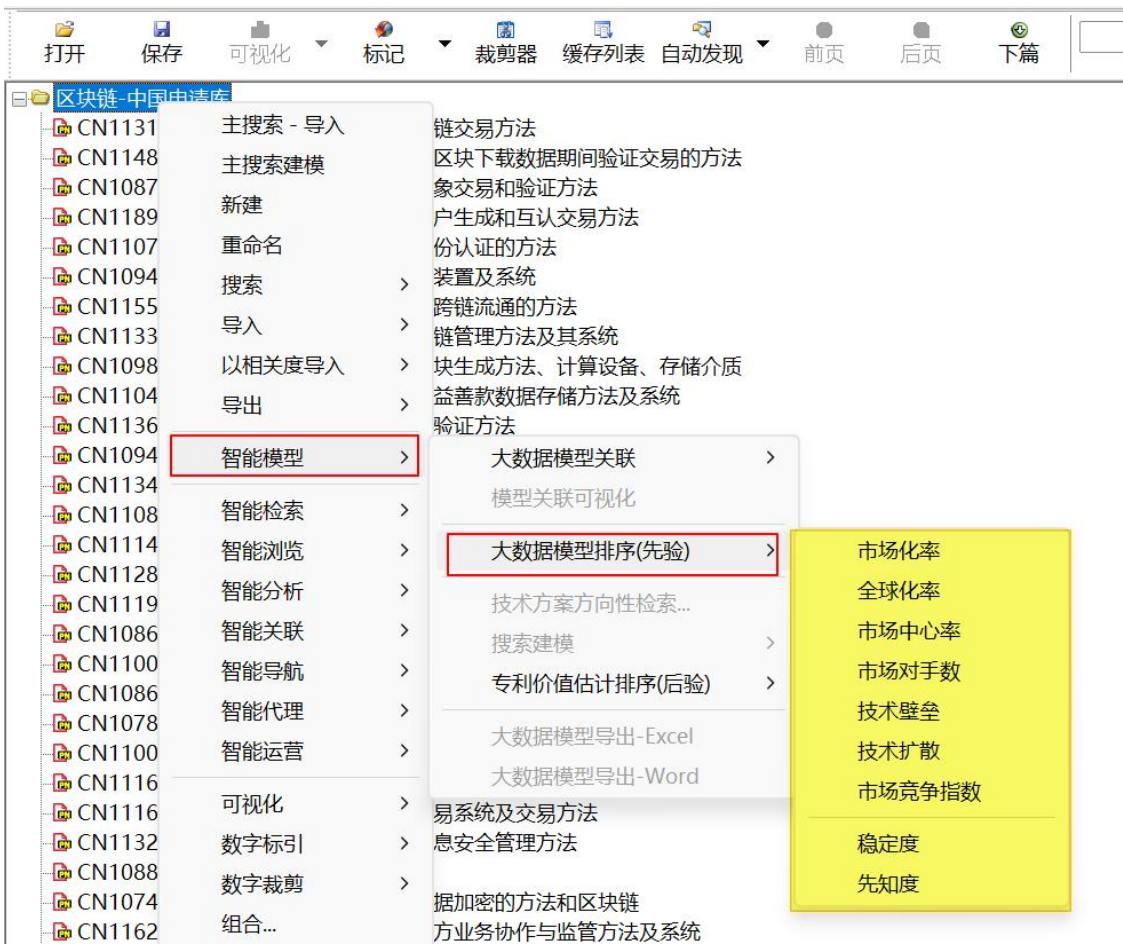 打开 保存 可视化 标记 裁剪器 缓存列表 自动发现 前页 后页 下篇
区块链-中国申请库
CN1131 链交易方法
CN1148 区块下载数据期间验证交易的方法
CN1087 象交易和验证方法
CN1189 户生成和互认交易方法
CN1107 份认证的方法
CN1094 装置及系统
CN1155 跨链流通的方法
CN1133 链管理方法及其系统
CN1098 块生成方法、计算设备、存储介质
CN1104 益善款数据存储方法及系统
CN1136 验证方法
CN1094
CN1134
CN1108
CN1114
CN1128
CN1119
CN1086
CN1100
CN1086
CN1078
CN1100
CN1116
CN1116 易系统及交易方法
CN1132 息安全管理方法
CN1088
CN1074 据加密的方法和区块链
CN1162 方业务协作与监管方法及系统
主搜索 - 导入
主搜索建模
新建
重命名
搜索
导入
以相关度导入
导出
智能模型
智能检索
智能浏览
智能分析
智能关联
智能导航
智能代理
智能运营
可视化
数字标引
数字裁剪
组合...
大数据模型关联
模型关联可视化
大数据模型排序(先验)
技术方案方向性检索...
搜索建模
专利价值估计排序(后验)
大数据模型导出-Excel
大数据模型导出-Word
市场化率
全球化率
市场中心率
市场对手数
技术壁垒
技术扩散
市场竞争指数
稳定度
先知度